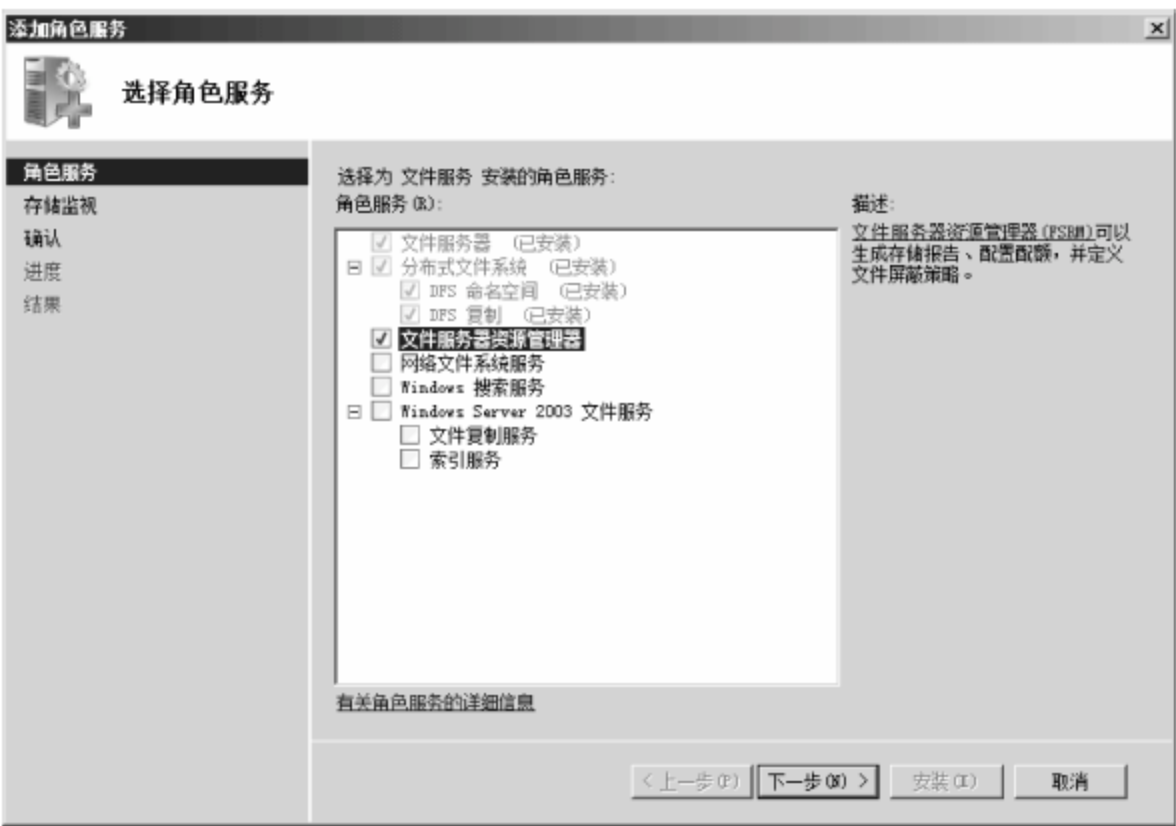 添加角色服务
选择角色服务
角色服务
存储监视
确认
进度
结果
选择为 文件服务 安装的角色服务:
角色服务(R):
文件服务器 (已安装)
分布式文件系统 (已安装)
DFS 命名空间 (已安装)
DFS 复制 (已安装)
文件服务器资源管理器
网络文件系统服务
Windows 搜索服务
Windows Server 2003 文件服务
文件复制服务
索引服务
有关角色服务的详细信息
描述:
文件服务器资源管理器(FSRM)可以
生成存储报告、配置配额，并定义
文件屏蔽策略。
< 上一步(P)
下一步(N) >
安装(I)
取消